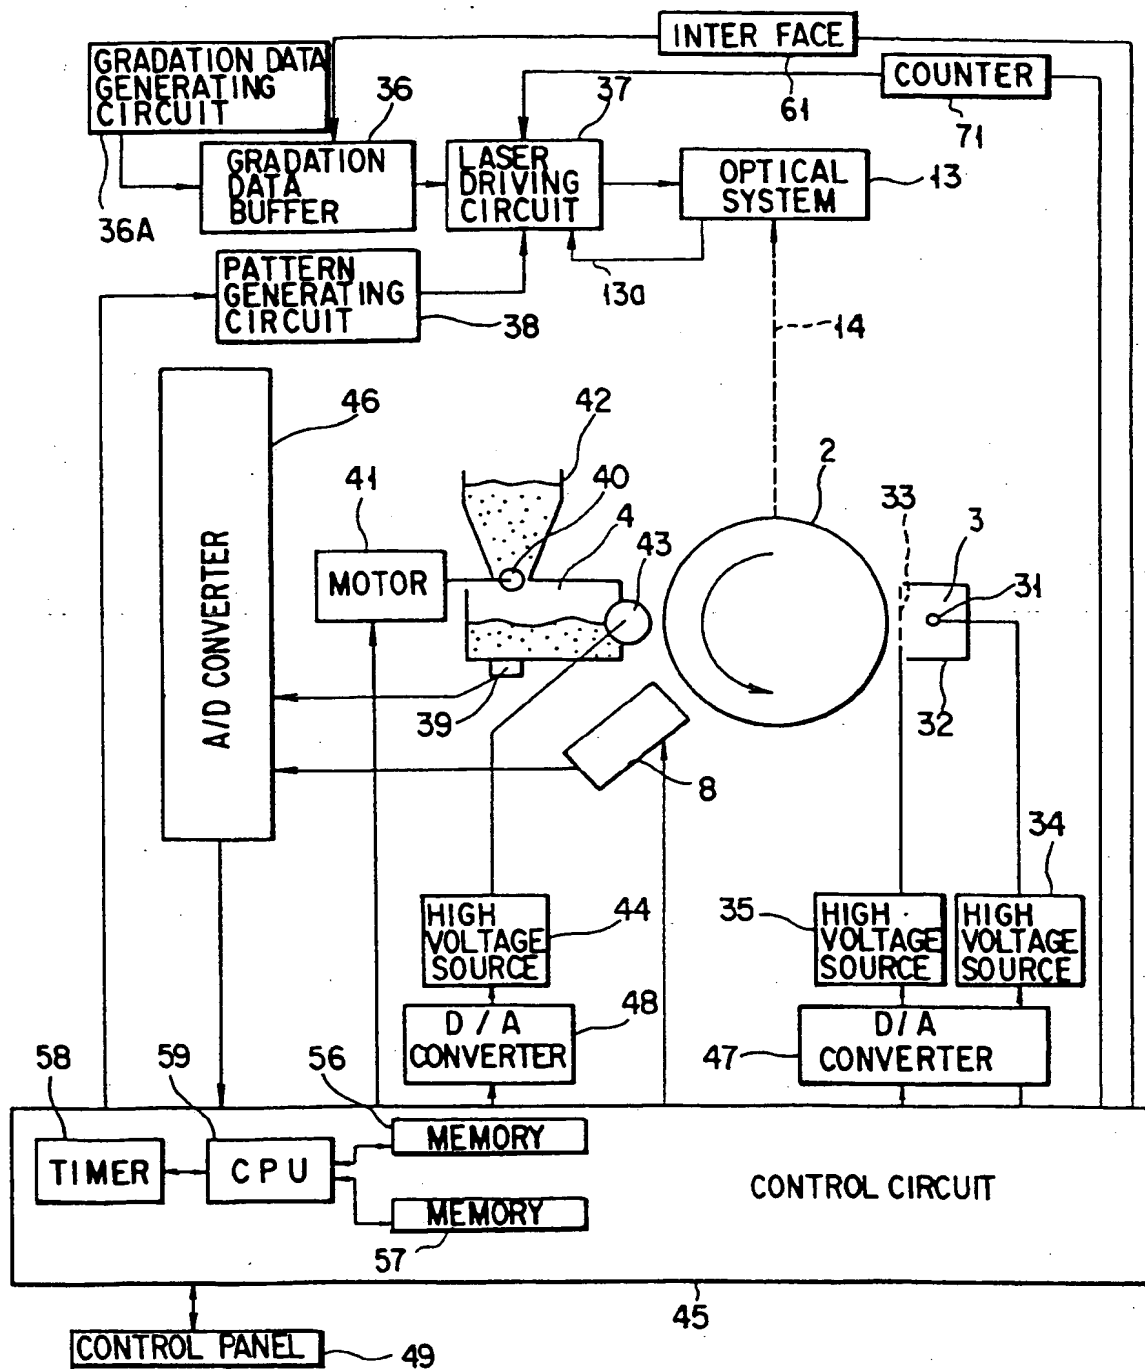 INTER FACE
61
COUNTER
71
GRADATION DATA
GENERATING
CIRCUIT
36A
36
GRADATION
DATA
BUFFER
37
LASER
DRIVING
CIRCUIT
OPTICAL
SYSTEM
13
13a
PATTERN
GENERATING
CIRCUIT
38
14
46
A/D CONVERTER
42
40
4
43
41
MOTOR
39
2
33
3
31
32
8
34
HIGH
VOLTAGE
SOURCE
44
35
HIGH
VOLTAGE
SOURCE
HIGH
VOLTAGE
SOURCE
D/A
CONVERTER
48
47
D/A
CONVERTER
58
TIMER
59
CPU
56
MEMORY
MEMORY
57
CONTROL CIRCUIT
45
CONTROL PANEL
49